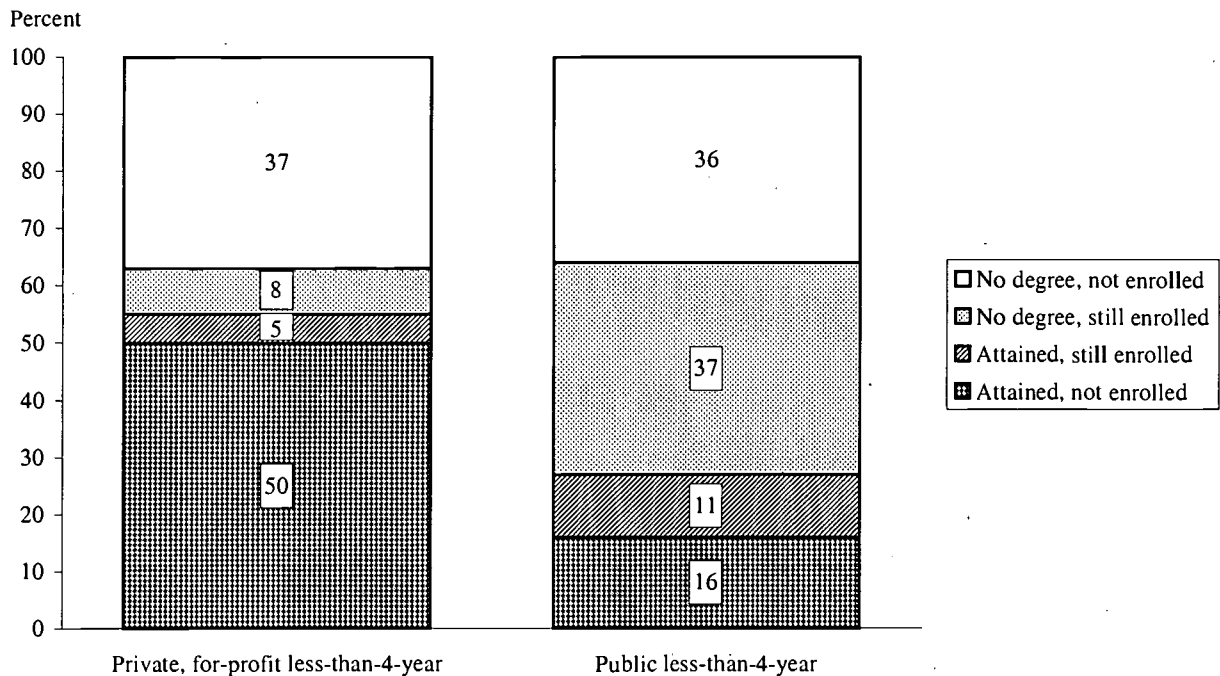 Percent
100
90
80
70
60
50
40
30
20
10
0
37
8
5
50
36
37
11
16
Private, for-profit less-than-4-year
Public less-than-4-year
No degree, not enrolled
No degree, still enrolled
Attained, still enrolled
Attained, not enrolled